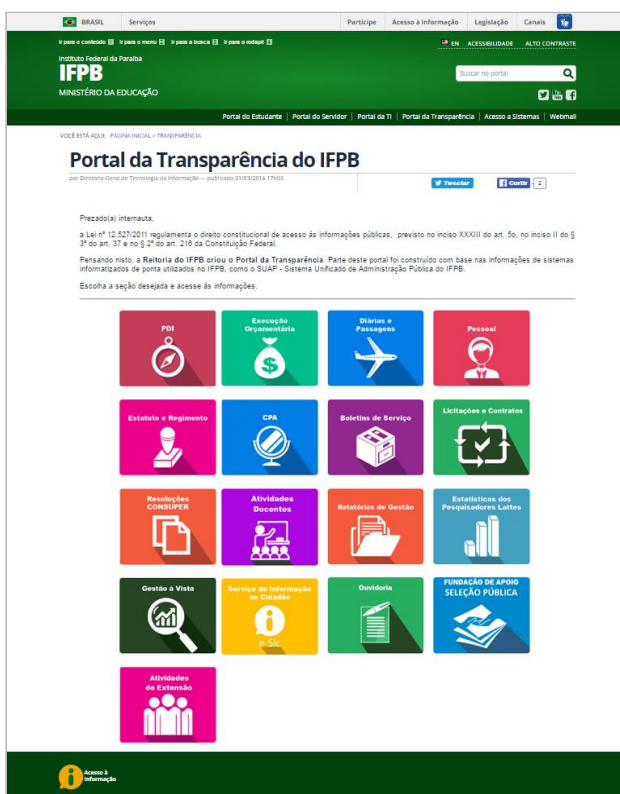 BRASIL Serviços Participe Acesso à informação Legislação Canais
Ir para o conteúdo 1 Ir para o menu 2 Ir para a busca 3 Ir para o rodapé 4 EN ACESSIBILIDADE ALTO CONTRASTE
Instituto Federal da Paraíba
IFPB
Buscar no portal
MINISTÉRIO DA EDUCAÇÃO
Portal do Estudante | Portal do Servidor | Portal da TI | Portal da Transparência | Acesso a Sistemas | Webmail
VOCÊ ESTÁ AQUI: PÁGINA INICIAL > TRANSPARÊNCIA
Portal da Transparência do IFPB
por Diretoria-Geral de Tecnologia da Informação — publicado 31/03/2016 17h03
Tweetar Curtir 2
Prezado(a) internauta,
a Lei nº 12.527/2011 regulamenta o direito constitucional de acesso às informações públicas, previsto no inciso XXXIII do art. 5o, no inciso II do §
3º do art. 37 e no § 2º do art. 216 da Constituição Federal.
Pensando nisto, a Reitoria do IFPB criou o Portal da Transparência. Parte deste portal foi construído com base nas informações de sistemas
informatizados de ponta utilizados no IFPB, como o SUAP - Sistema Unificado de Administração Pública do IFPB.
Escolha a seção desejada e acesse às informações.
PDI
Execução
Orçamentária
Diárias e
Passagens
Pessoal
Estatuto e Regimento
CPA
Boletins de Serviço
Licitações e Contratos
Resoluções
CONSUPER
Atividades
Docentes
Relatórios de Gestão
Estatísticas dos
Pesquisadores Lattes
Gestão à Vista
Serviço de Informação
ao Cidadão
e-Sic
Ouvidoria
FUNDAÇÃO DE APOIO
SELEÇÃO PÚBLICA
Atividades
de Extensão
Acesso à
Informação